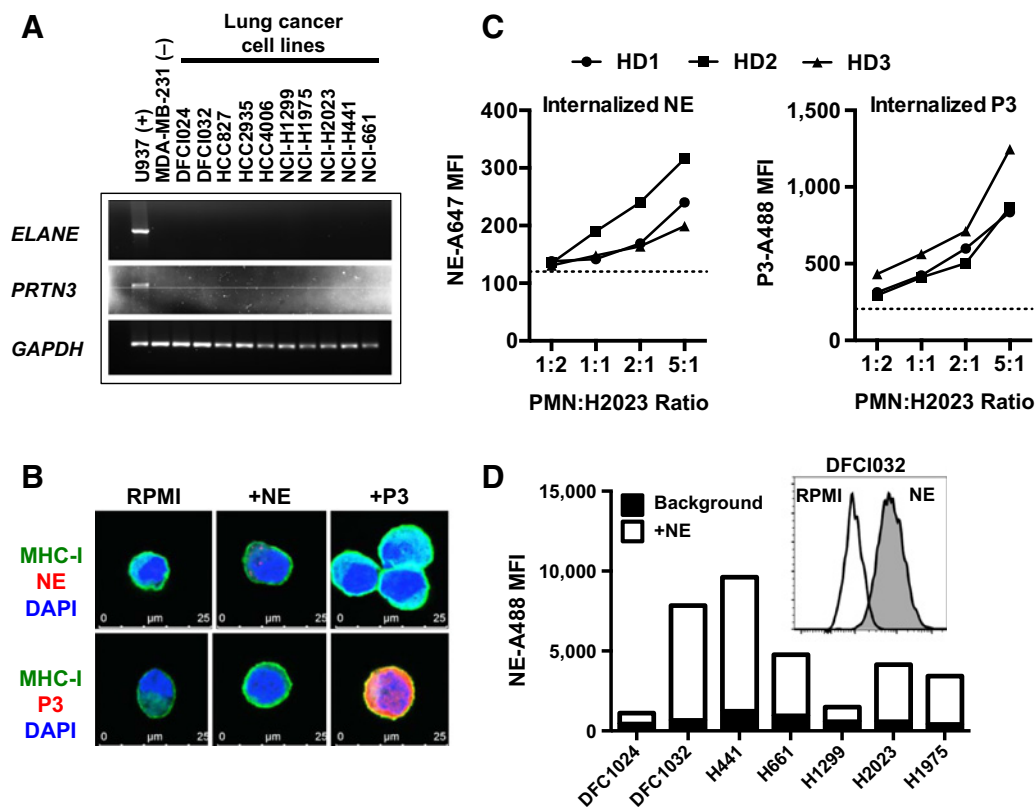 A
Lung cancer
cell lines
U937 (+)
MDA-MB-231 (–)
DFCI024
DFCI032
HCC827
HCC2935
HCC4006
NCI-H1299
NCI-H1975
NCI-H2023
NCI-H441
NCI-661
ELANE
PRTN3
GAPDH
B
RPMI
+NE
+P3
MHC-I
NE
DAPI
0 µm 25
0 µm 25
0 µm 25
MHC-I
P3
DAPI
0 µm 25
0 µm 25
0 µm 25
C
HD1
HD2
HD3
Internalized NE
NE-A647 MFI
400
300
200
100
0
1:2
1:1
2:1
5:1
PMN:H2023 Ratio
Internalized P3
P3-A488 MFI
1,500
1,000
500
0
1:2
1:1
2:1
5:1
PMN:H2023 Ratio
D
NE-A488 MFI
15,000
10,000
5,000
0
Background
+NE
DFCI032
RPMI
NE
DFC1024
DFC1032
H441
H661
H1299
H2023
H1975